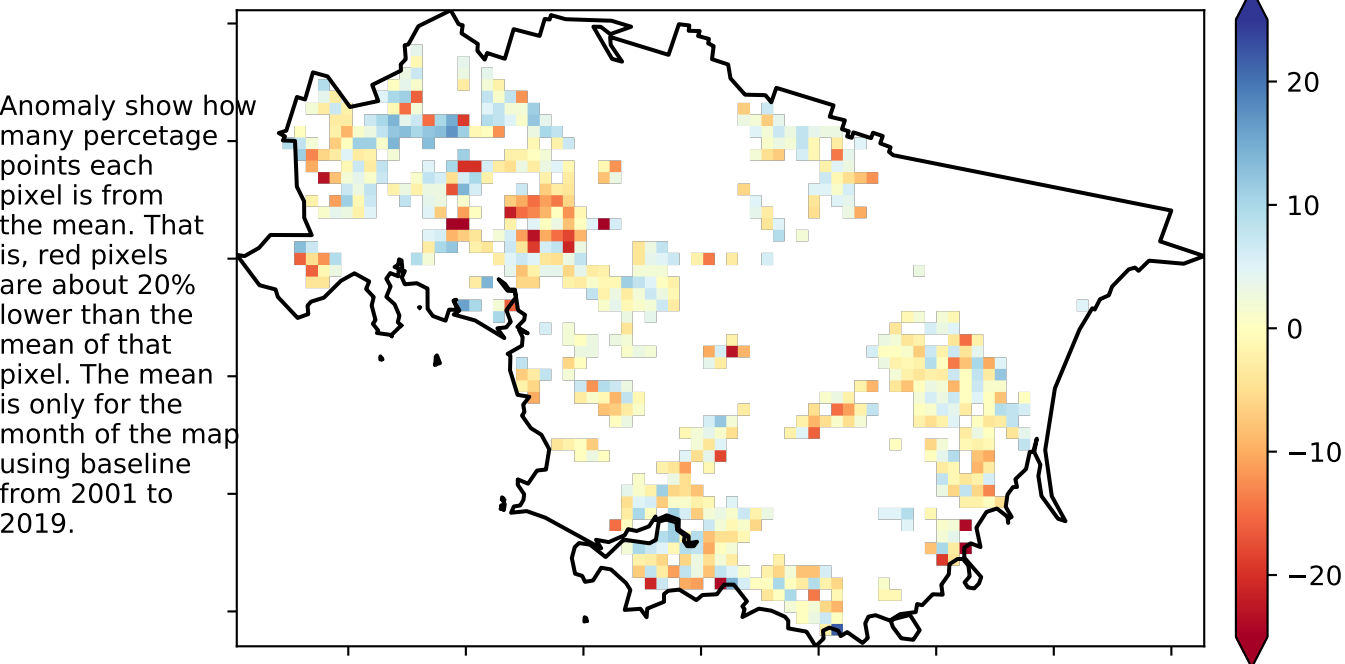 Anomaly show how
many percetage
points each
pixel is from
the mean. That
is, red pixels
are about 20%
lower than the
mean of that
pixel. The mean
is only for the
month of the map
using baseline
from 2001 to
2019.
20
10
0
−10
−20